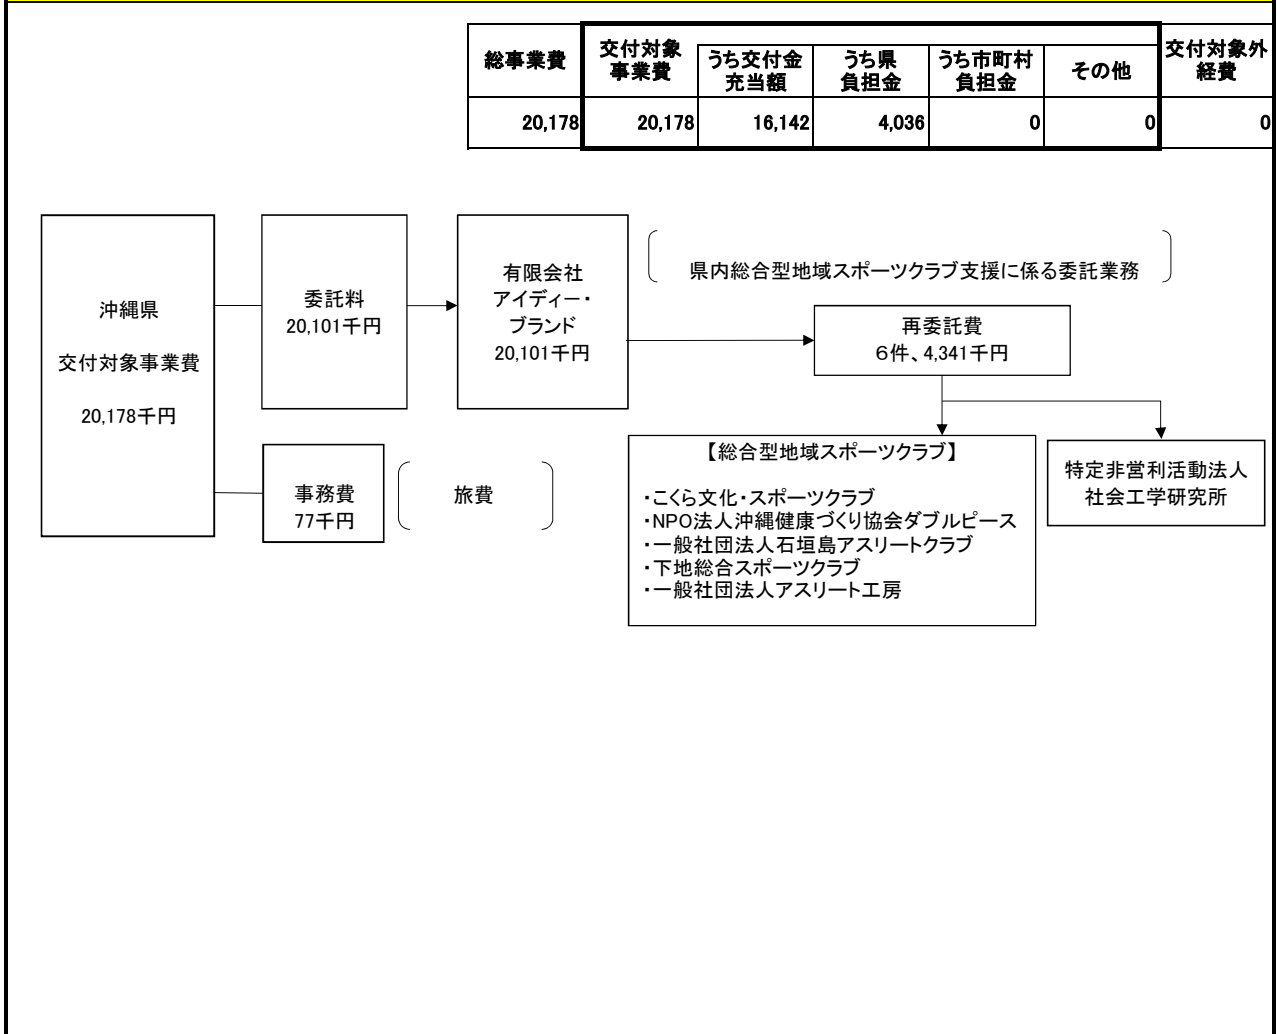 総事業費
交付対象
事業費
うち交付金
充当額
うち県
負担金
うち市町村
負担金
その他
交付対象外
経費
20,178
20,178
16,142
4,036
0
0
0
沖縄県
交付対象事業費
20,178千円
委託料
20,101千円
有限会社
アイディー・
ブランド
20,101千円
県内総合型地域スポーツクラブ支援に係る委託業務
再委託費
６件、4,341千円
事務費
77千円
旅費
【総合型地域スポーツクラブ】
・こくら文化・スポーツクラブ
・NPO法人沖縄健康づくり協会ダブルピース
・一般社団法人石垣島アスリートクラブ
・下地総合スポーツクラブ
・一般社団法人アスリート工房
特定非営利活動法人
社会工学研究所